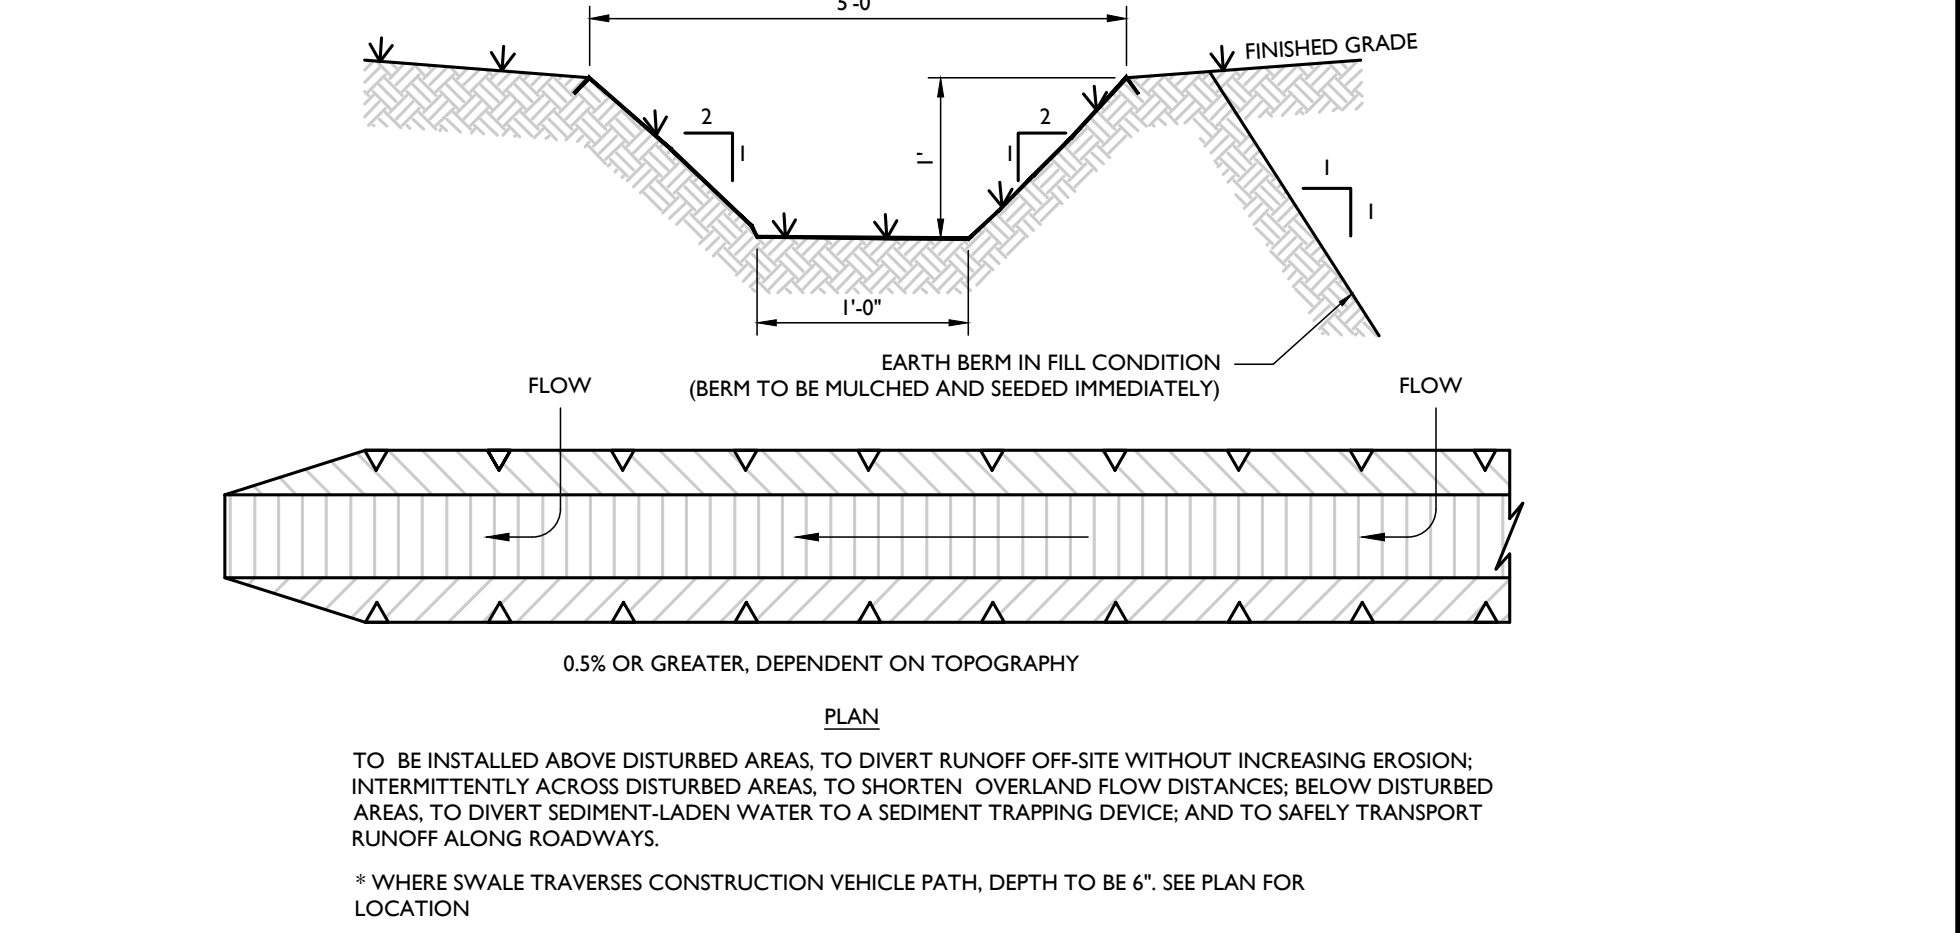 5'-0"
FINISHED GRADE
2
1
1'
2
1
1
1
1'-0"
EARTH BERM IN FILL CONDITION
(BERM TO BE MULCHED AND SEEDED IMMEDIATELY)
FLOW
FLOW
0.5% OR GREATER, DEPENDENT ON TOPOGRAPHY
PLAN
TO BE INSTALLED ABOVE DISTURBED AREAS, TO DIVERT RUNOFF OFF-SITE WITHOUT INCREASING EROSION;
INTERMITTENTLY ACROSS DISTURBED AREAS, TO SHORTEN OVERLAND FLOW DISTANCES; BELOW DISTURBED
AREAS, TO DIVERT SEDIMENT-LADEN WATER TO A SEDIMENT TRAPPING DEVICE; AND TO SAFELY TRANSPORT
RUNOFF ALONG ROADWAYS.
* WHERE SWALE TRAVERSES CONSTRUCTION VEHICLE PATH, DEPTH TO BE 6". SEE PLAN FOR
LOCATION